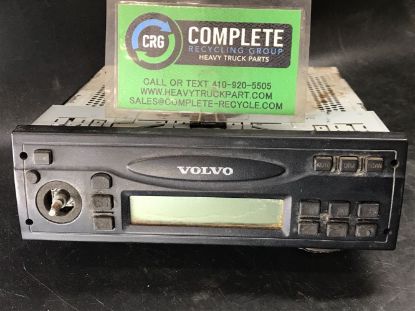 CRG
COMPLETE
RECYCLING GROUP
HEAVY TRUCK PARTS
CALL OR TEXT 419-920-5505
WWW.HEAVYTRUCKPART.COM
SALES@COMPLETE-RECYCLE.COM
VOLVO